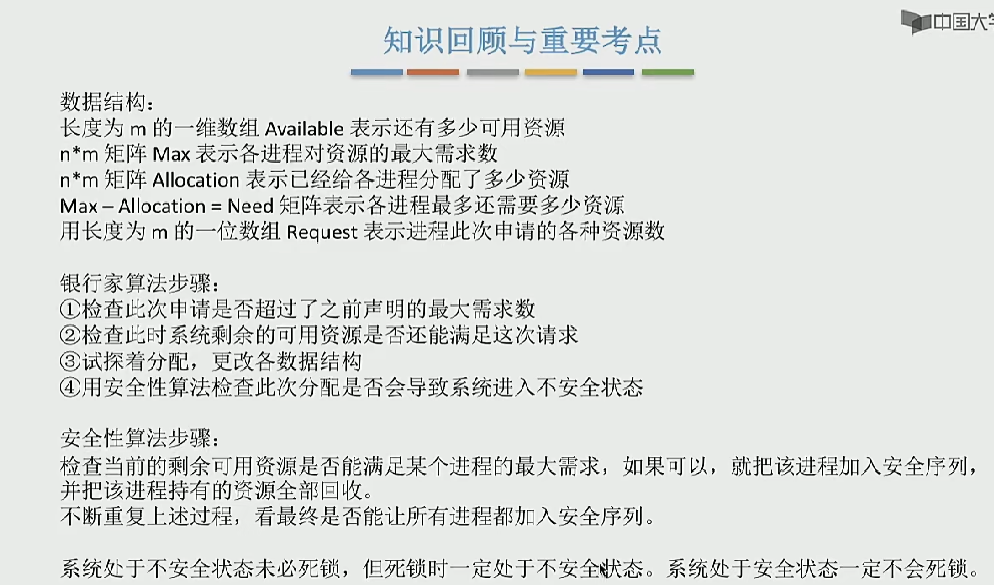 中国大学
知识回顾与重要考点
数据结构：
长度为 m 的一维数组 Available 表示还有多少可用资源
n*m 矩阵 Max 表示各进程对资源的最大需求数
n*m 矩阵 Allocation 表示已经给各进程分配了多少资源
Max – Allocation = Need 矩阵表示各进程最多还需要多少资源
用长度为 m 的一位数组 Request 表示进程此次申请的各种资源数
银行家算法步骤：
①检查此次申请是否超过了之前声明的最大需求数
②检查此时系统剩余的可用资源是否还能满足这次请求
③试探着分配，更改各数据结构
④用安全性算法检查此次分配是否会导致系统进入不安全状态
安全性算法步骤：
检查当前的剩余可用资源是否能满足某个进程的最大需求，如果可以，就把该进程加入安全序列，
并把该进程持有的资源全部回收。
不断重复上述过程，看最终是否能让所有进程都加入安全序列。
系统处于不安全状态未必死锁，但死锁时一定处于不安全状态。系统处于安全状态一定不会死锁。